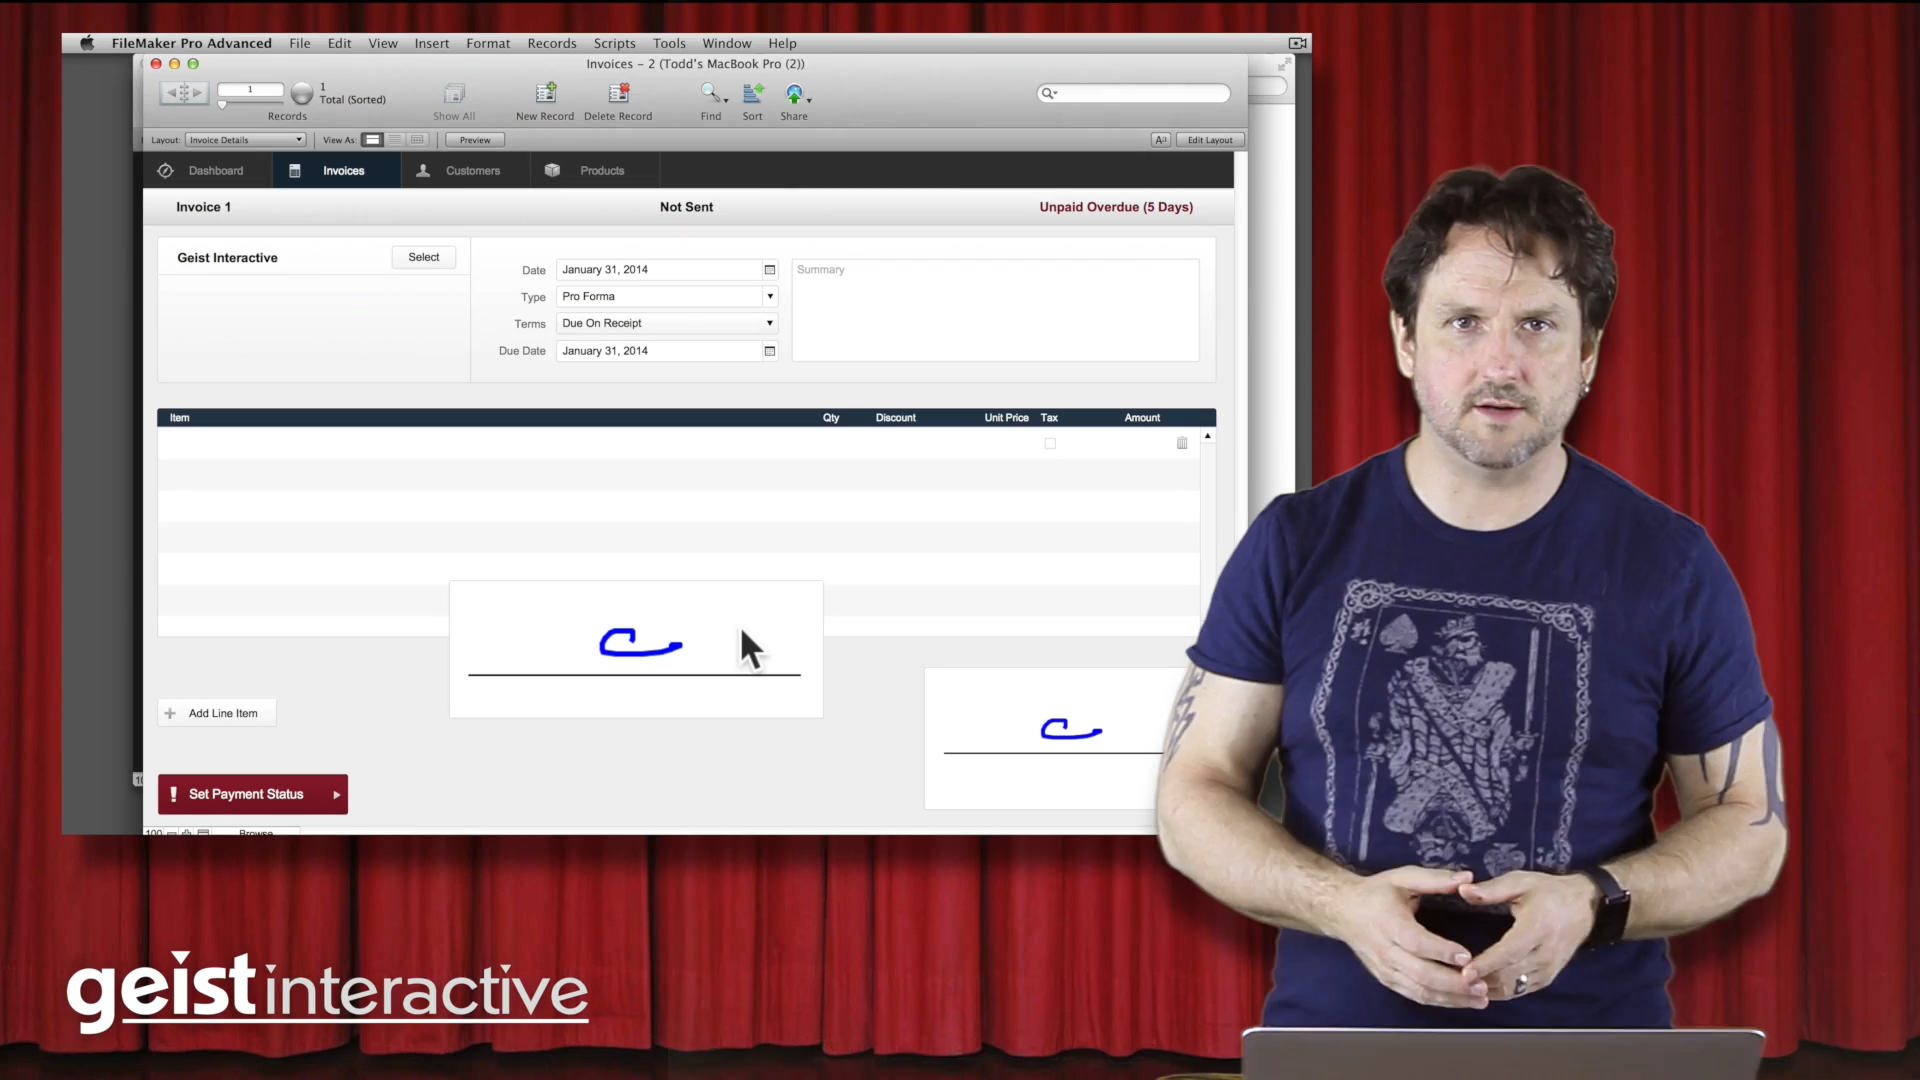 FileMaker Pro Advanced File Edit View Insert Format Records Scripts Tools Window Help
Invoices – 2 (Todd's MacBook Pro (2))
1
1
Total (Sorted)
Records
Show All
New Record
Delete Record
Find
Sort
Share
Layout: Invoice Details View As: Preview Aa Edit Layout
Dashboard Invoices Customers Products
Invoice 1 Not Sent Unpaid Overdue (5 Days)
Geist Interactive Select
Date January 31, 2014
Type Pro Forma
Terms Due On Receipt
Due Date January 31, 2014
Summary
Item Qty Discount Unit Price Tax Amount
+ Add Line Item
! Set Payment Status
100 Browse
geistinteractive